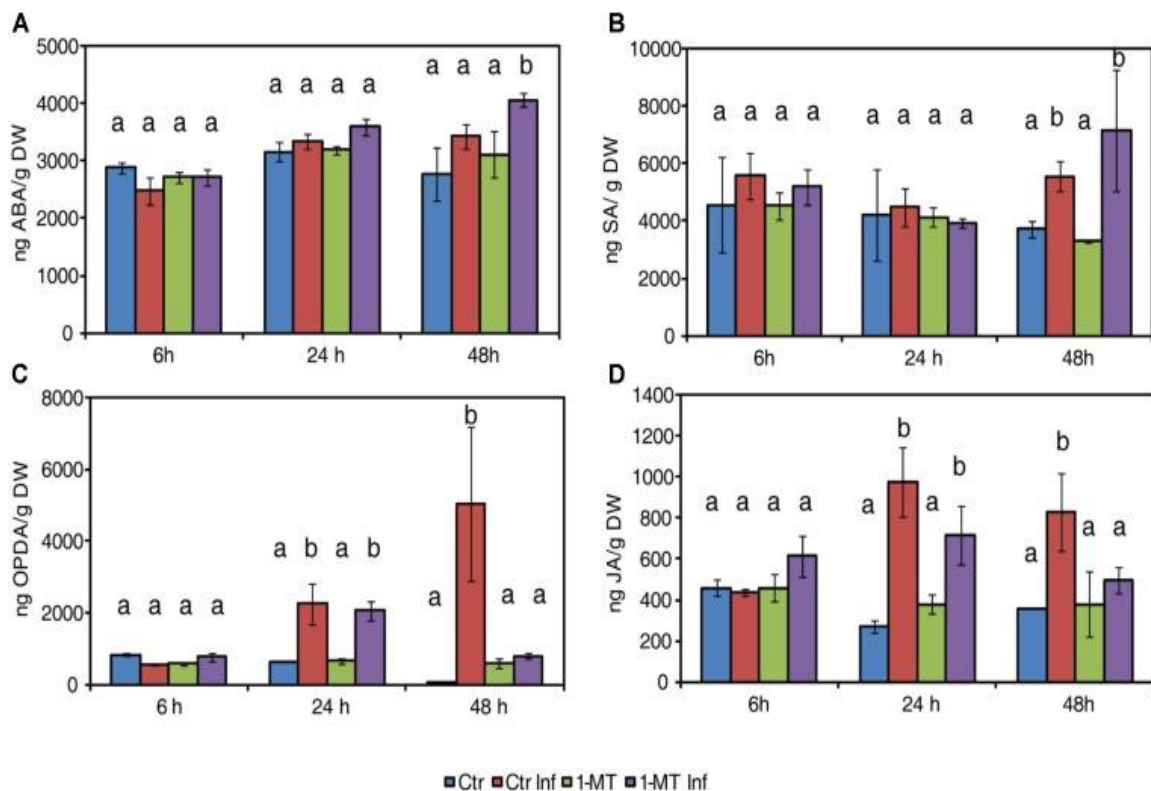 A
ng ABA/g DW
5000
4000
3000
2000
1000
0
a a a a
a a a a
a a a b
6h 24 h 48h
B
ng SA/ g DW
10000
8000
6000
4000
2000
0
a a a a
a a a a
a b a b
6h 24 h 48h
C
ng OPDA/g DW
8000
6000
4000
2000
0
a a a a
a b a b
a b a a
6 h 24 h 48 h
D
ng JA/g DW
1400
1200
1000
800
600
400
200
0
a a a a
a b a b
a b a a
6h 24 h 48h
Ctr Ctr Inf 1-MT 1-MT Inf